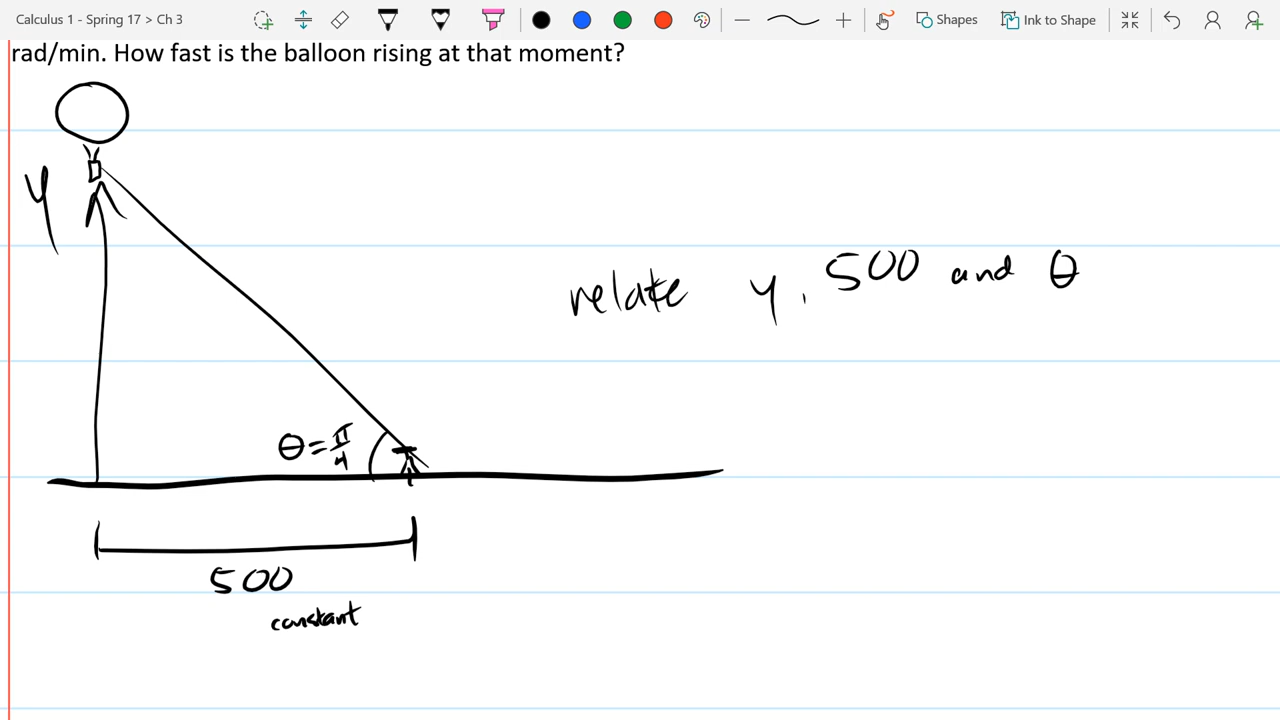 Calculus 1 - Spring 17 > Ch 3
Shapes
Ink to Shape
rad/min. How fast is the balloon rising at that moment?
y
relate y, 500 and θ
θ = π/4
500
constant